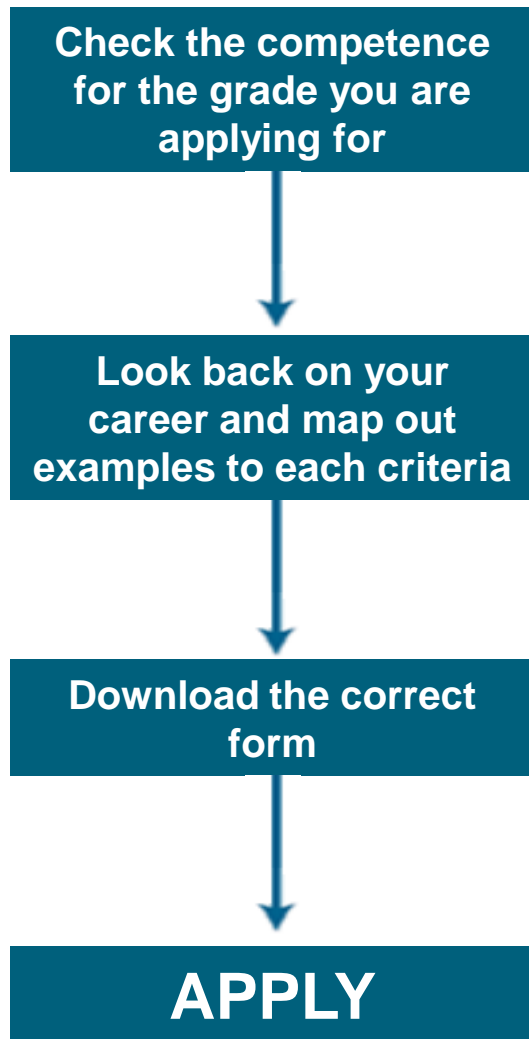 Check the competence
for the grade you are
applying for
Look back on your
career and map out
examples to each criteria
Download the correct
form
APPLY